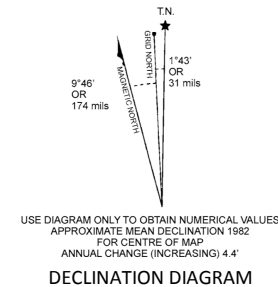 T.N.
GRID NORTH
1°43'
OR
31 mils
9°46'
OR
174 mils
MAGNETIC NORTH
USE DIAGRAM ONLY TO OBTAIN NUMERICAL VALUES
APPROXIMATE MEAN DECLINATION 1982
FOR CENTRE OF MAP
ANNUAL CHANGE (INCREASING) 4.4'
DECLINATION DIAGRAM